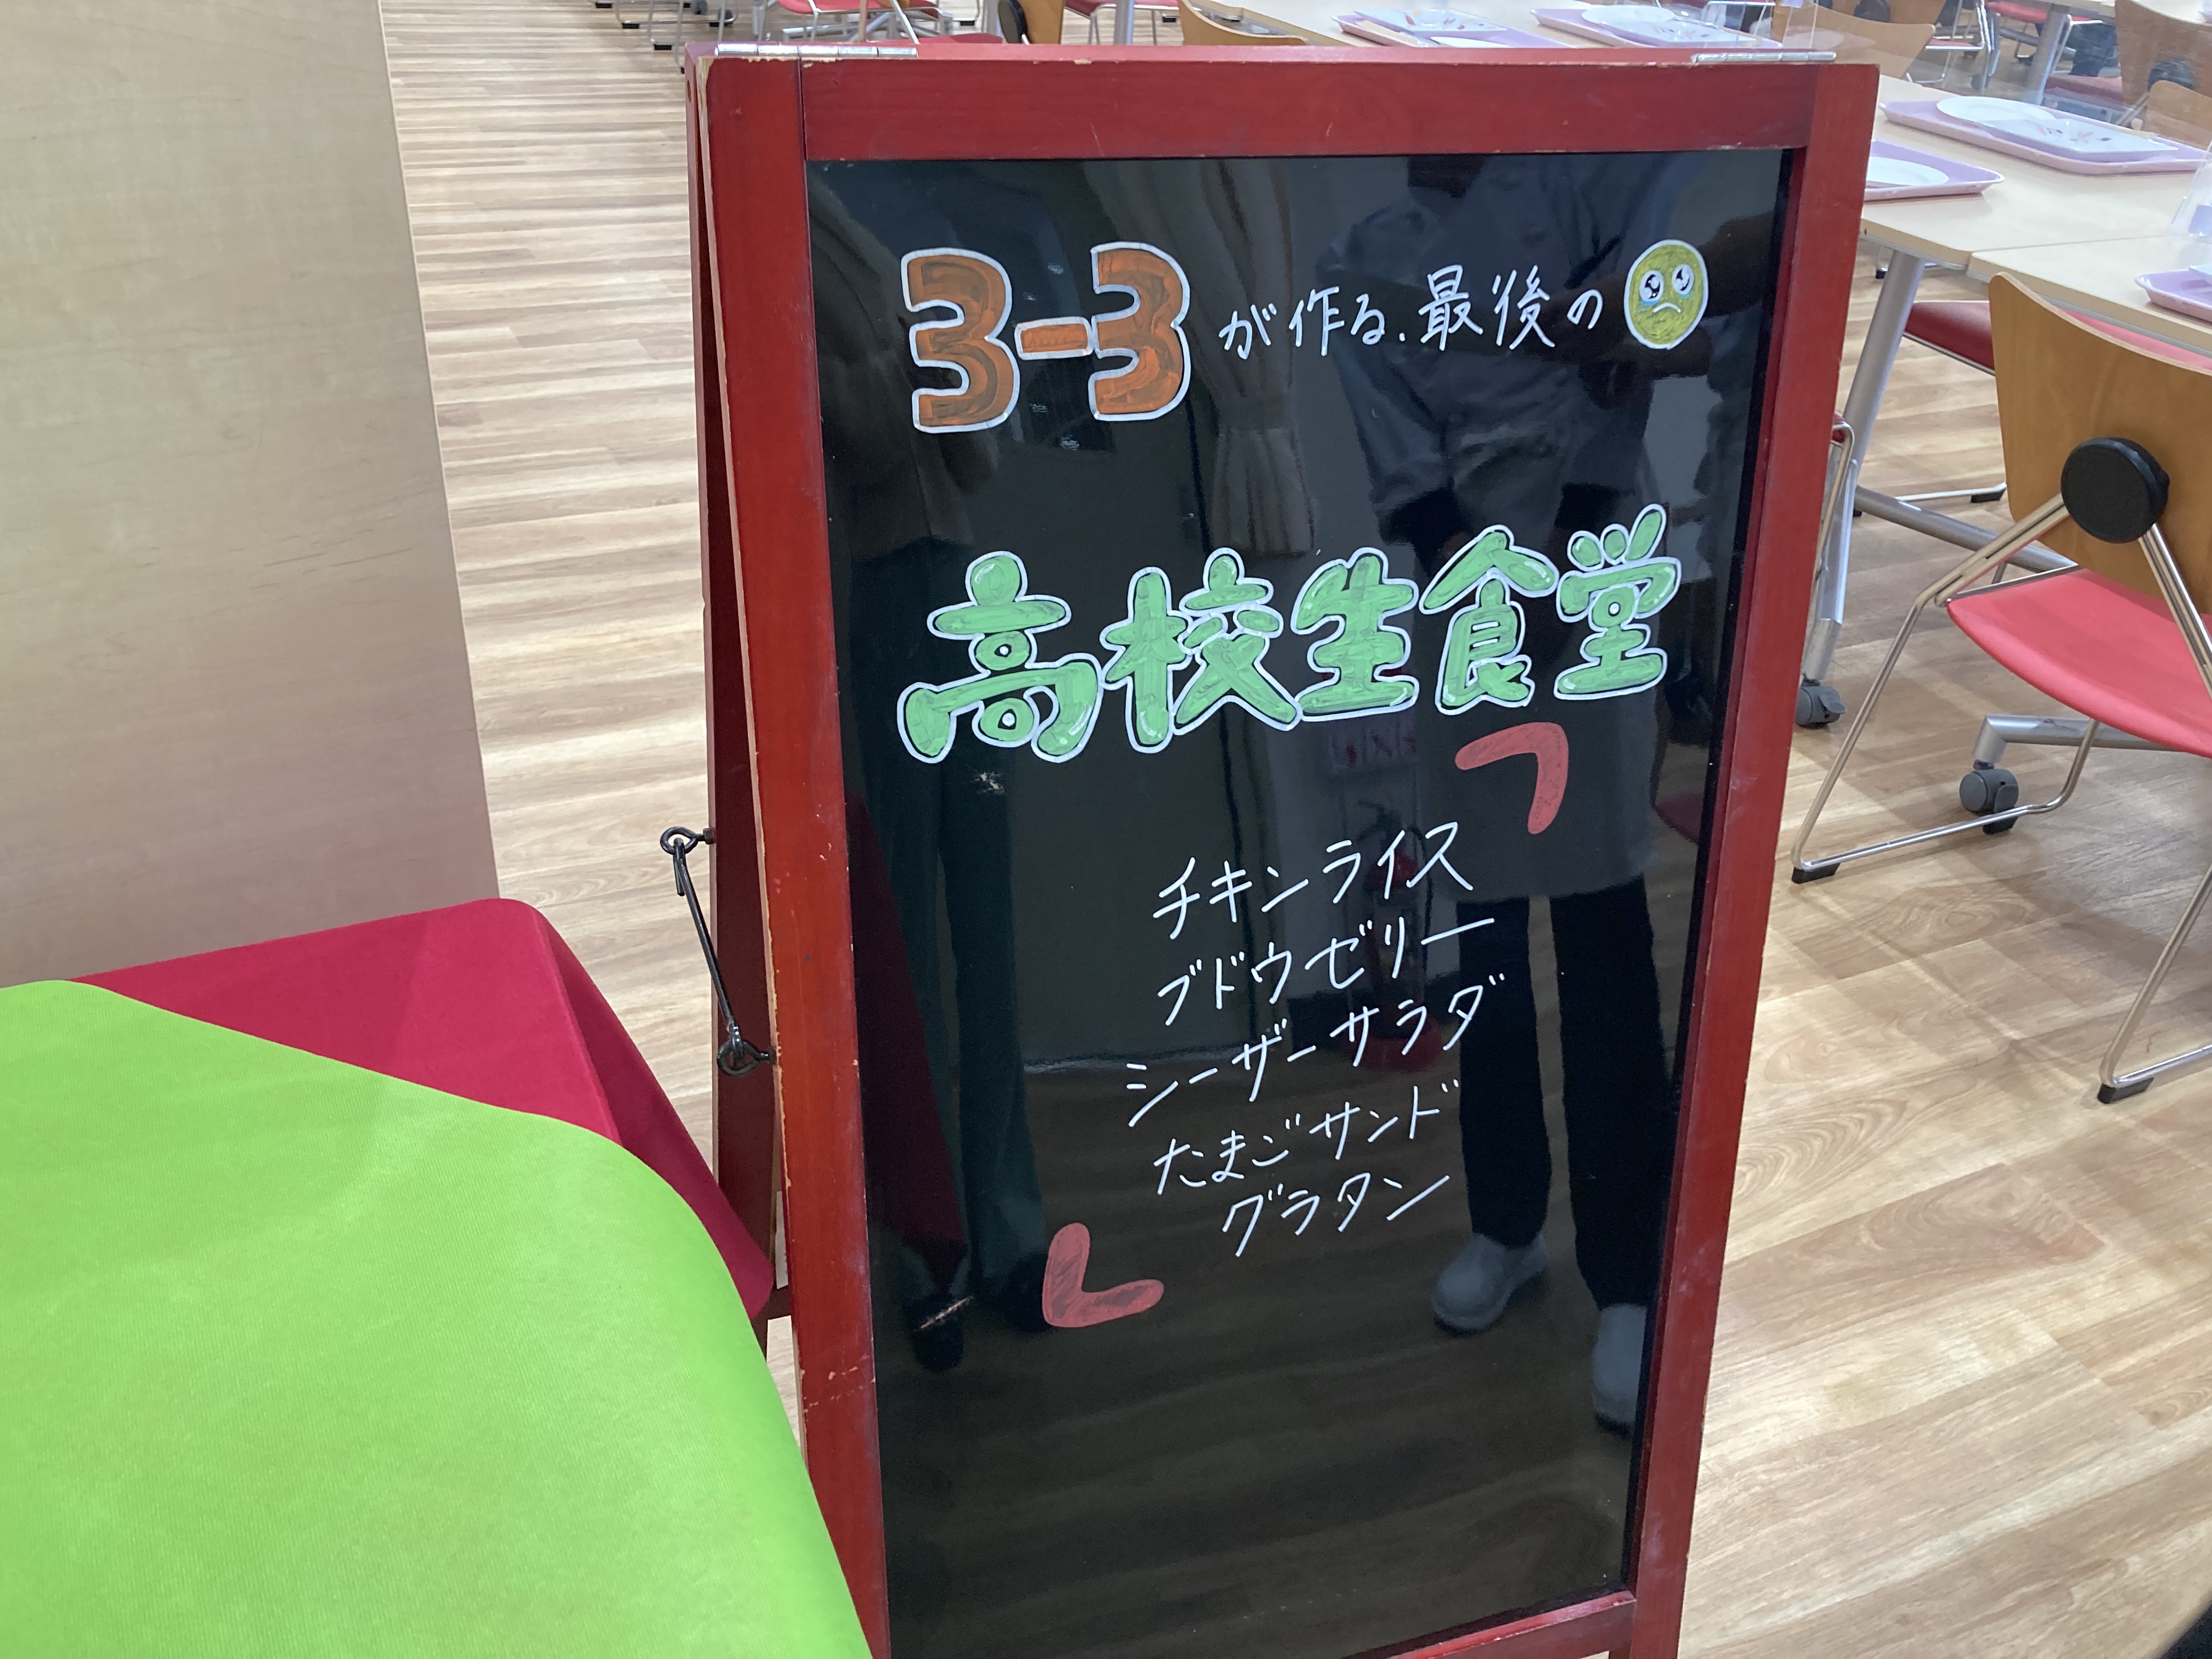 3-3が作る、最後の
高校生食堂
チキンライス
ブドウゼリー
シーザーサラダ
たまごサンド
グラタン